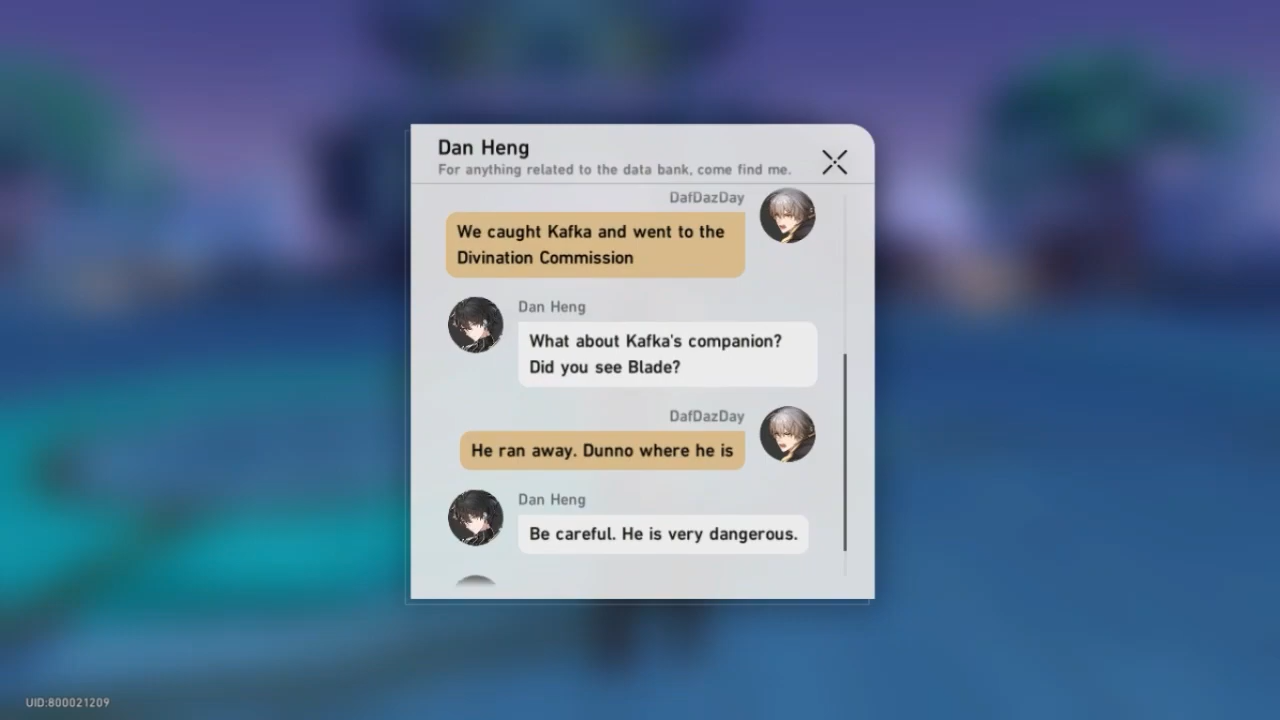 Dan Heng
For anything related to the data bank, come find me.
DafDazDay
We caught Kafka and went to the
Divination Commission
Dan Heng
What about Kafka's companion?
Did you see Blade?
DafDazDay
He ran away. Dunno where he is
Dan Heng
Be careful. He is very dangerous.
UID:800021209